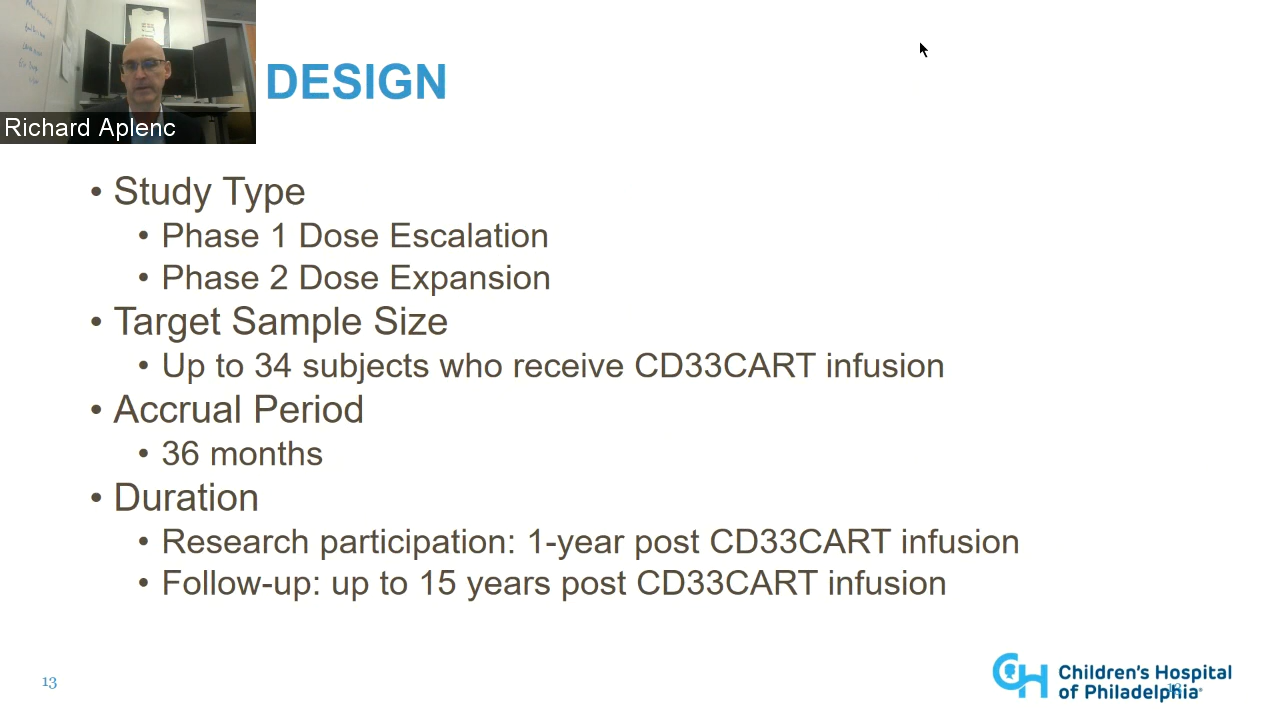 DESIGN
Richard Aplenc
• Study Type
• Phase 1 Dose Escalation
• Phase 2 Dose Expansion
• Target Sample Size
• Up to 34 subjects who receive CD33CART infusion
• Accrual Period
• 36 months
• Duration
• Research participation: 1-year post CD33CART infusion
• Follow-up: up to 15 years post CD33CART infusion
13
CH
Children's Hospital
of Philadelphia